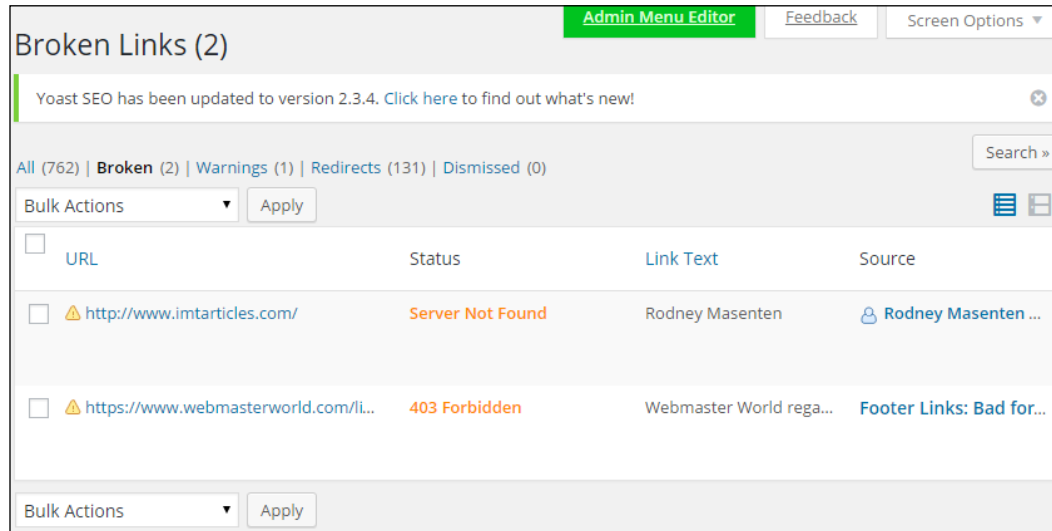 Admin Menu Editor Feedback Screen Options
Broken Links (2)
Yoast SEO has been updated to version 2.3.4. Click here to find out what's new!
Search »
All (762) | Broken (2) | Warnings (1) | Redirects (131) | Dismissed (0)
Bulk Actions Apply
URL Status Link Text Source
http://www.imtarticles.com/ Server Not Found Rodney Masenten Rodney Masenten ...
https://www.webmasterworld.com/li... 403 Forbidden Webmaster World rega... Footer Links: Bad for...
Bulk Actions Apply